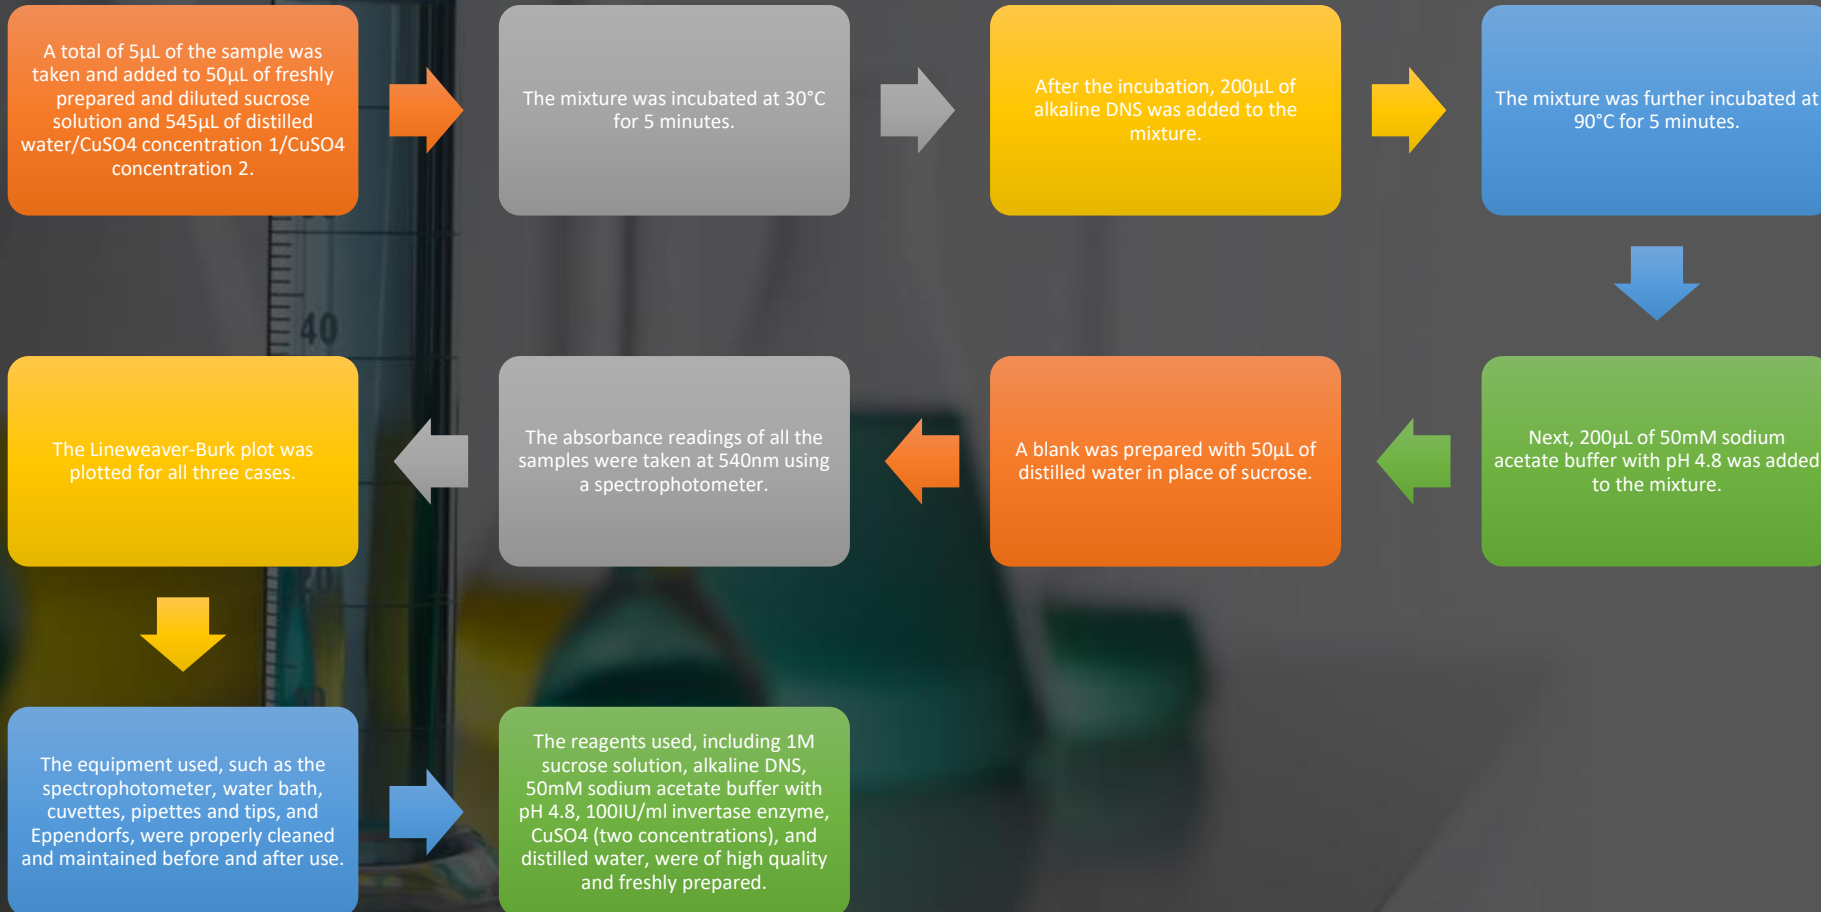 A total of 5µL of the sample was
taken and added to 50µL of freshly
prepared and diluted sucrose
solution and 545µL of distilled
water/CuSO4 concentration 1/CuSO4
concentration 2.
The mixture was incubated at 30°C
for 5 minutes.
After the incubation, 200µL of
alkaline DNS was added to the
mixture.
The mixture was further incubated at
90°C for 5 minutes.
Next, 200µL of 50mM sodium
acetate buffer with pH 4.8 was added
to the mixture.
A blank was prepared with 50µL of
distilled water in place of sucrose.
The absorbance readings of all the
samples were taken at 540nm using
a spectrophotometer.
The Lineweaver-Burk plot was
plotted for all three cases.
The equipment used, such as the
spectrophotometer, water bath,
cuvettes, pipettes and tips, and
Eppendorfs, were properly cleaned
and maintained before and after use.
The reagents used, including 1M
sucrose solution, alkaline DNS,
50mM sodium acetate buffer with
pH 4.8, 100IU/ml invertase enzyme,
CuSO4 (two concentrations), and
distilled water, were of high quality
and freshly prepared.
40